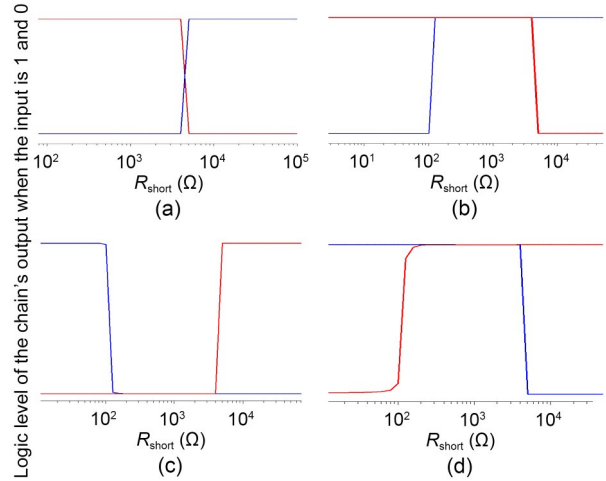 Logic level of the chain's output when the input is 1 and 0
10² 10³ 10⁴ 10⁵
R_short (Ω)
(a)
10¹ 10² 10³ 10⁴
R_short (Ω)
(b)
10² 10³ 10⁴
R_short (Ω)
(c)
10² 10³ 10⁴
R_short (Ω)
(d)